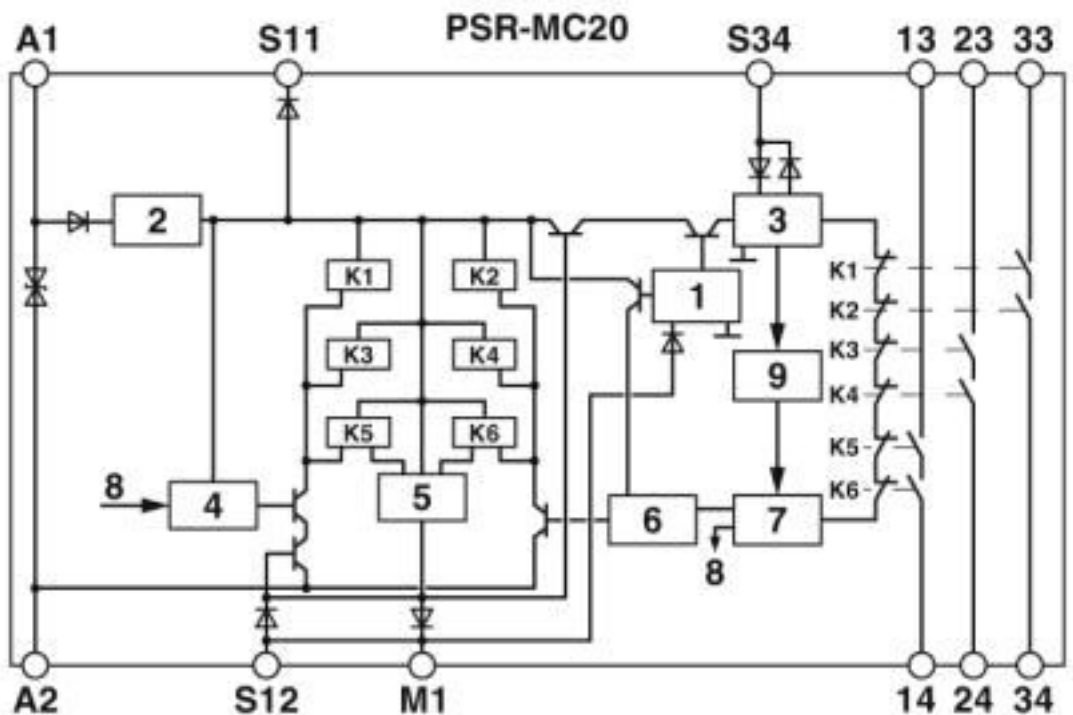 PSR-MC20
A1 S11 S34 13 23 33
2 3
K1 K2 1 K1
K2
K3 K4 9 K3
K4
K5 K6 K5
8 4 5 6 7 K6
8
A2 S12 M1 14 24 34